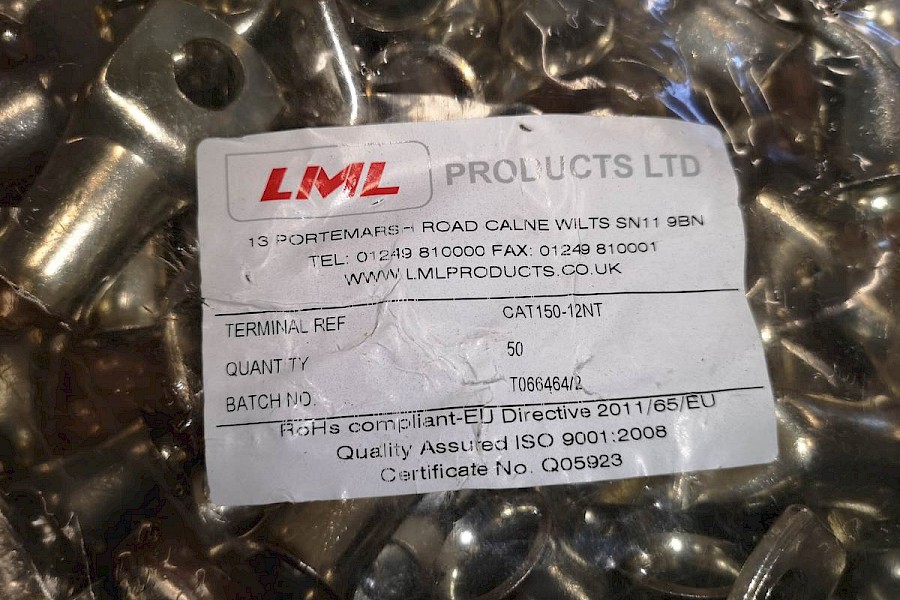 LML PRODUCTS LTD
13 PORTEMARSH ROAD CALNE WILTS SN11 9BN
TEL: 01249 810000 FAX: 01249 810001
WWW.LMLPRODUCTS.CO.UK
TERMINAL REF CAT150-12NT
QUANTITY 50
BATCH NO. T066464/2
RoHs compliant-EU Directive 2011/65/EU
Quality Assured ISO 9001:2008
Certificate No. Q05923